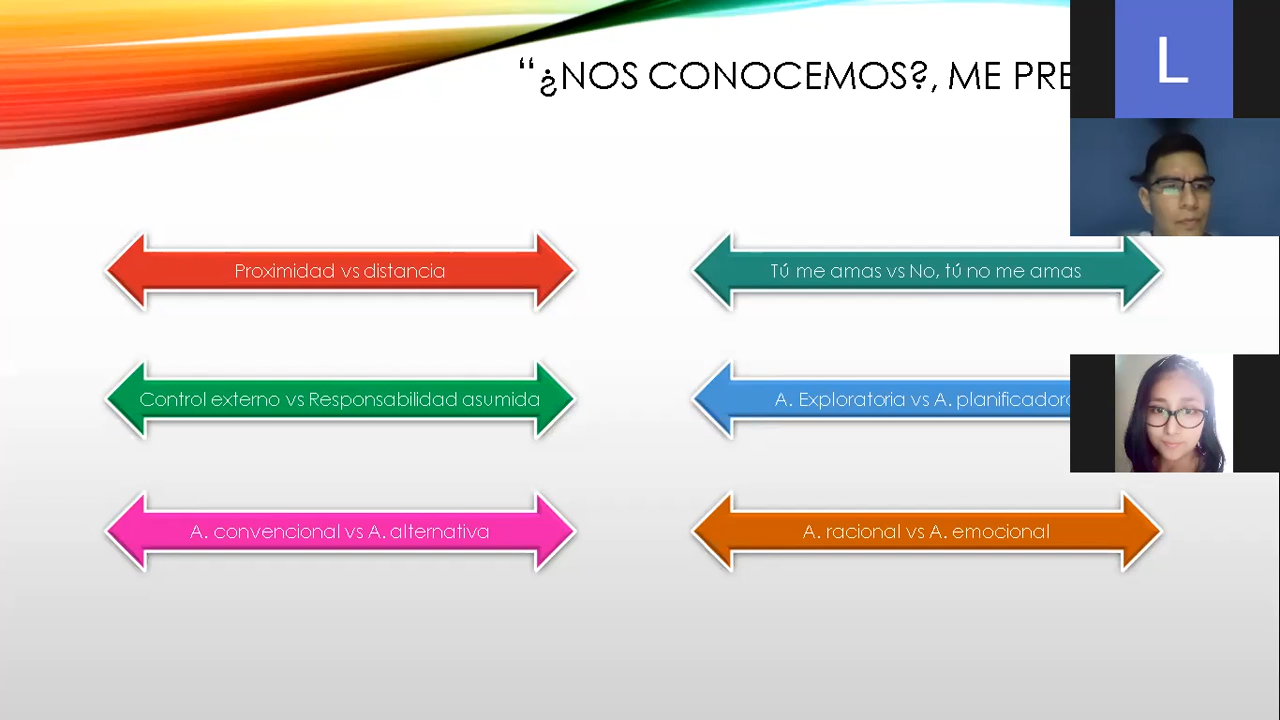 “¿NOS CONOCEMOS?, ME PRE
L
Proximidad vs distancia
Tú me amas vs No, tú no me amas
Control externo vs Responsabilidad asumida
A. Exploratoria vs A. planificadora
A. convencional vs A. alternativa
A. racional vs A. emocional